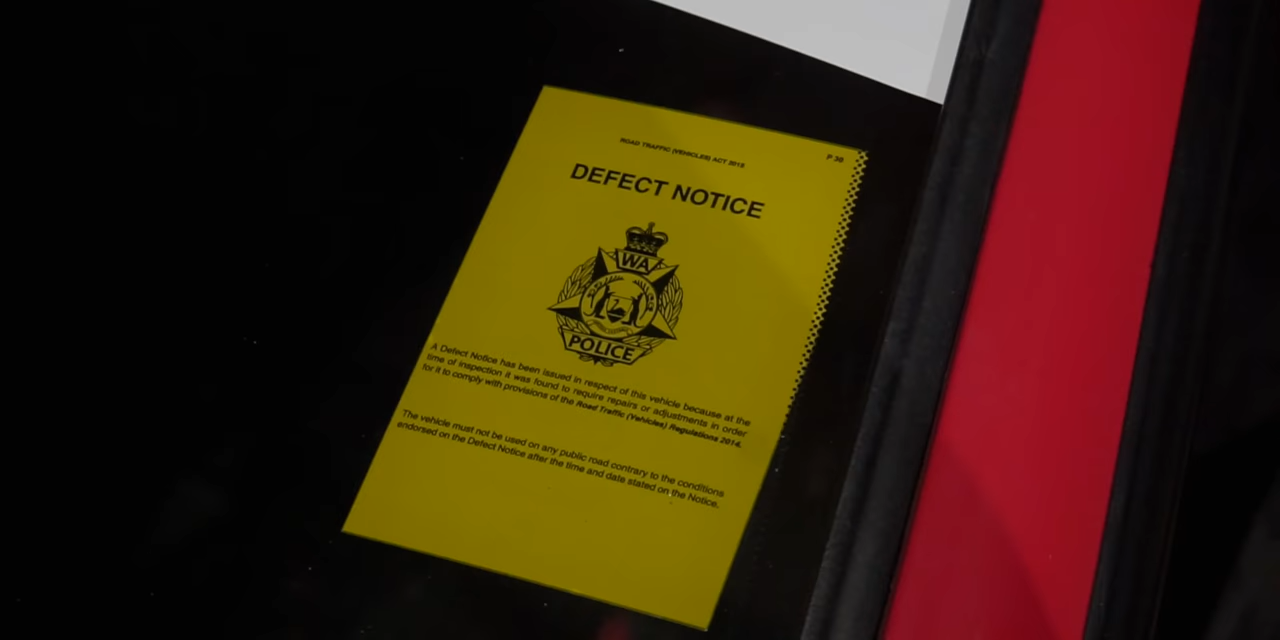 ROAD TRAFFIC (VEHICLES) ACT 2012
P 38
DEFECT NOTICE
WA
POLICE
A Defect Notice has been issued in respect of this vehicle because at the
time of inspection it was found to require repairs or adjustments in order
for it to comply with provisions of the Road Traffic (Vehicles) Regulations 2014.
The vehicle must not be used on any public road contrary to the conditions
endorsed on the Defect Notice after the time and date stated on the Notice.